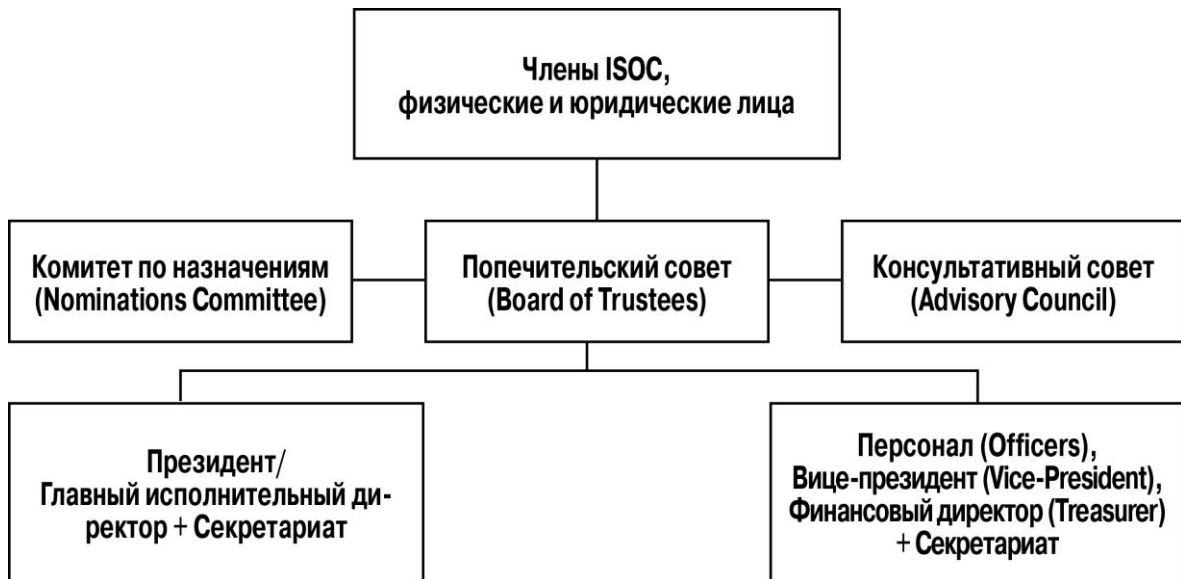 Члены ISOC,
физические и юридические лица
Комитет по назначениям
(Nominations Committee)
Попечительский совет
(Board of Trustees)
Консультативный совет
(Advisory Council)
Президент/
Главный исполнительный ди-
ректор + Секретариат
Персонал (Officers),
Вице-президент (Vice-President),
Финансовый директор (Treasurer)
+ Секретариат